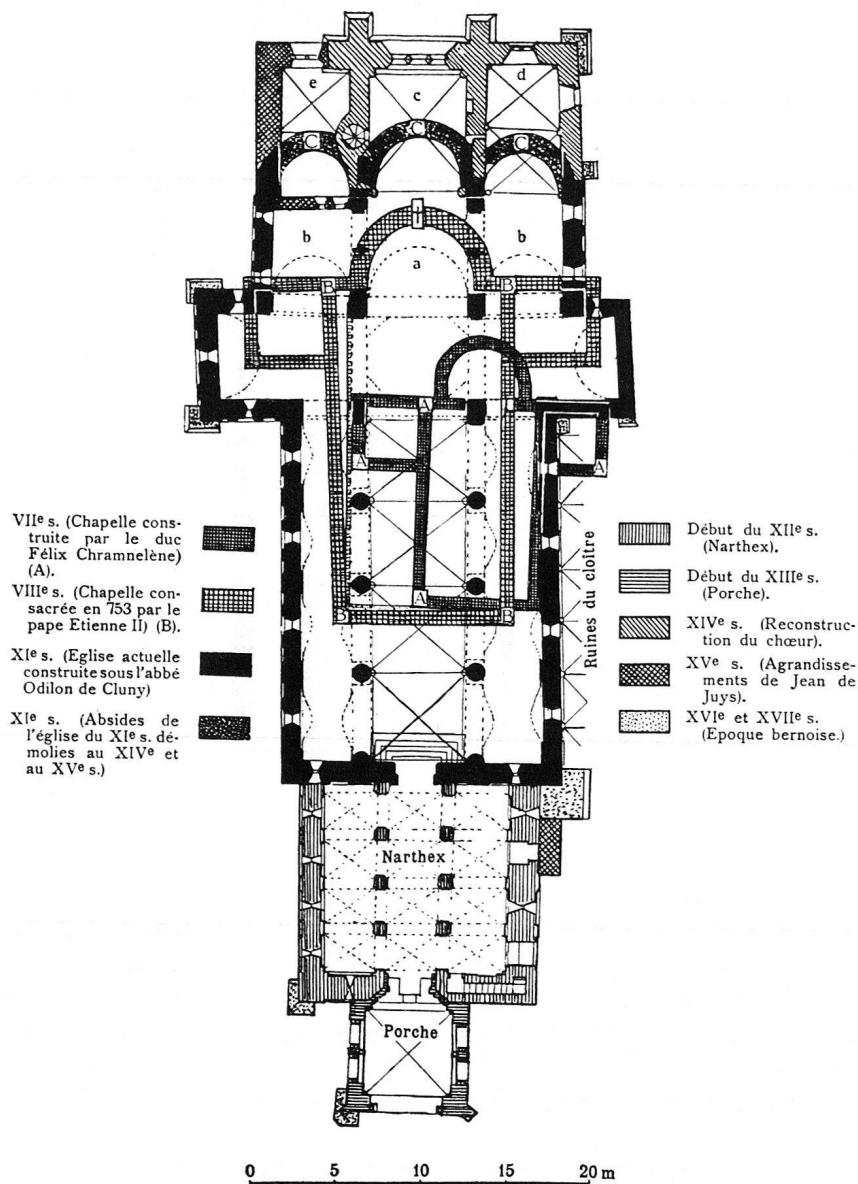 e
c
d
C
C
C
b
b
a
B
B
A
A
A
A
B
B
VIIe s. (Chapelle cons-
truite par le duc
Félix Chramnelène)
(A).
VIIIe s. (Chapelle con-
sacrée en 753 par le
pape Etienne II) (B).
XIe s. (Eglise actuelle
construite sous l'abbé
Odilon de Cluny)
XIe s. (Absides de
l'église du XIe s. dé-
molies au XIVe et
au XVe s.)
Ruines du cloître
Début du XIIe s.
(Narthex).
Début du XIIIe s.
(Porche).
XIVe s. (Reconstruc-
tion du chœur).
XVe s. (Agrandisse-
ments de Jean de
Juys).
XVIe et XVIIe s.
(Epoque bernoise.)
Narthex
Porche
0 5 10 15 20 m